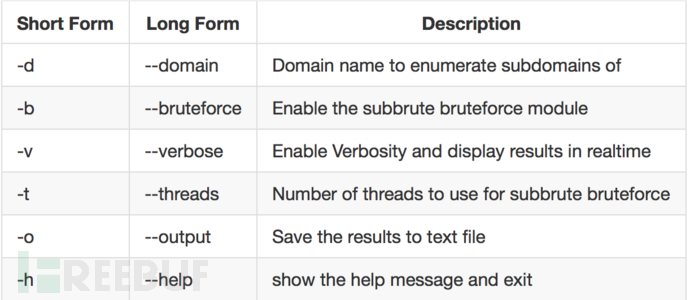 Short Form Long Form Description
-d --domain Domain name to enumerate subdomains of
-b --bruteforce Enable the subbrute bruteforce module
-v --verbose Enable Verbosity and display results in realtime
-t --threads Number of threads to use for subbrute bruteforce
-o --output Save the results to text file
-h --help show the help message and exit
FREEBUF